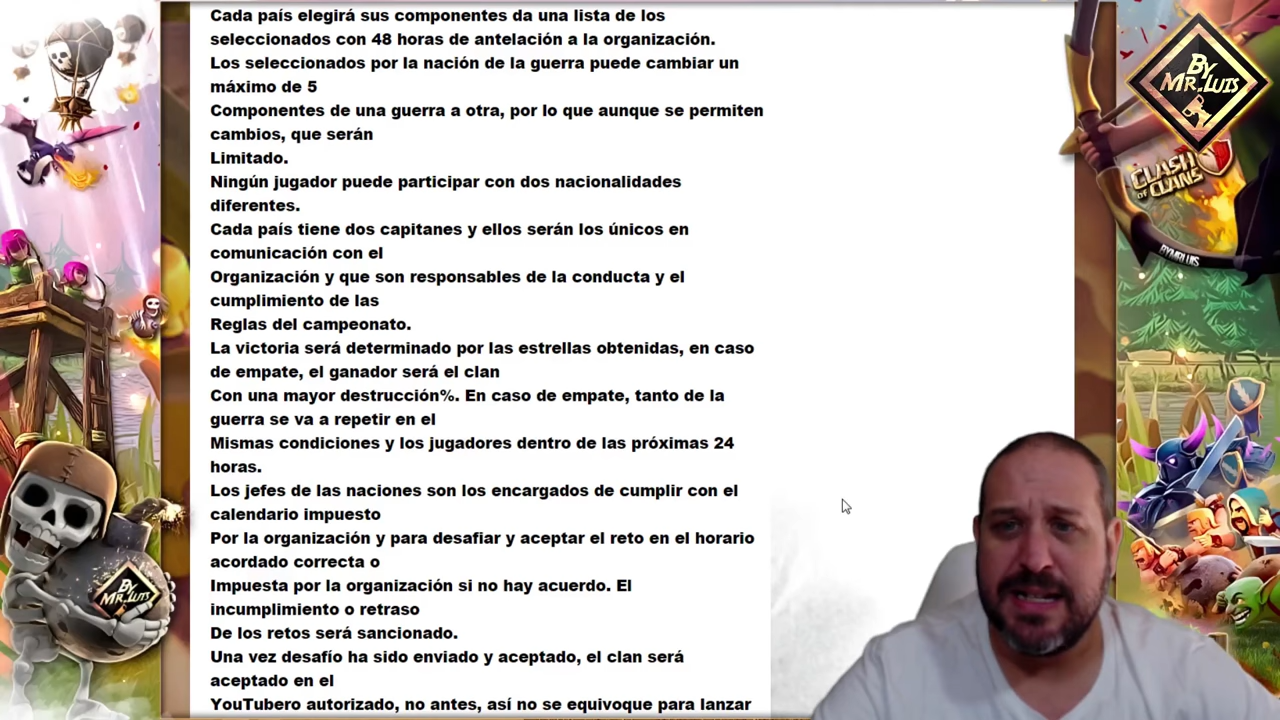 Cada país elegirá sus componentes da una lista de los
seleccionados con 48 horas de antelación a la organización.
Los seleccionados por la nación de la guerra puede cambiar un
máximo de 5
Componentes de una guerra a otra, por lo que aunque se permiten
cambios, que serán
Limitado.
Ningún jugador puede participar con dos nacionalidades
diferentes.
Cada país tiene dos capitanes y ellos serán los únicos en
comunicación con el
Organización y que son responsables de la conducta y el
cumplimiento de las
Reglas del campeonato.
La victoria será determinado por las estrellas obtenidas, en caso
de empate, el ganador será el clan
Con una mayor destrucción%. En caso de empate, tanto de la
guerra se va a repetir en el
Mismas condiciones y los jugadores dentro de las próximas 24
horas.
Los jefes de las naciones son los encargados de cumplir con el
calendario impuesto
Por la organización y para desafiar y aceptar el reto en el horario
acordado correcta o
Impuesta por la organización si no hay acuerdo. El
incumplimiento o retraso
De los retos será sancionado.
Una vez desafío ha sido enviado y aceptado, el clan será
aceptado en el
YouTubero autorizado, no antes, así no se equivoque para lanzar
BY
MR.LUIS
CLASH
OF CLANS
BYMRLUIS
BY
MR.LUIS